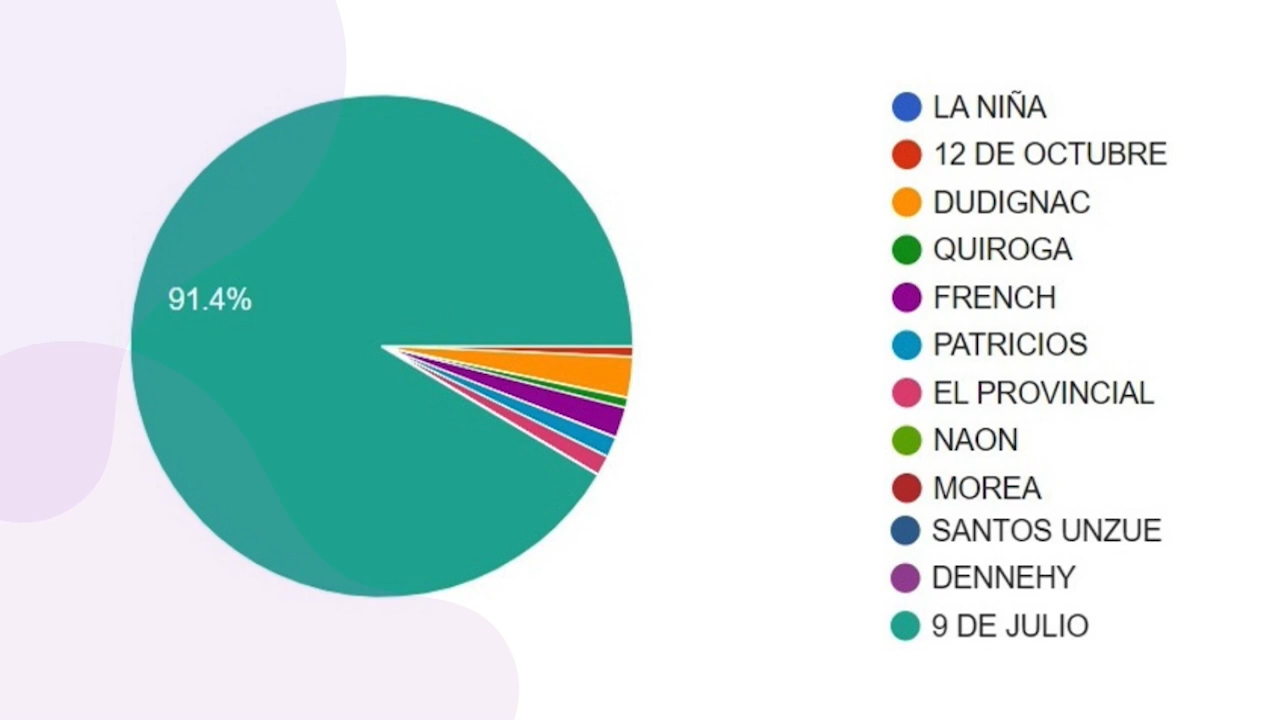 91.4%
LA NIÑA
12 DE OCTUBRE
DUDIGNAC
QUIROGA
FRENCH
PATRICIOS
EL PROVINCIAL
NAON
MOREA
SANTOS UNZUE
DENNEHY
9 DE JULIO